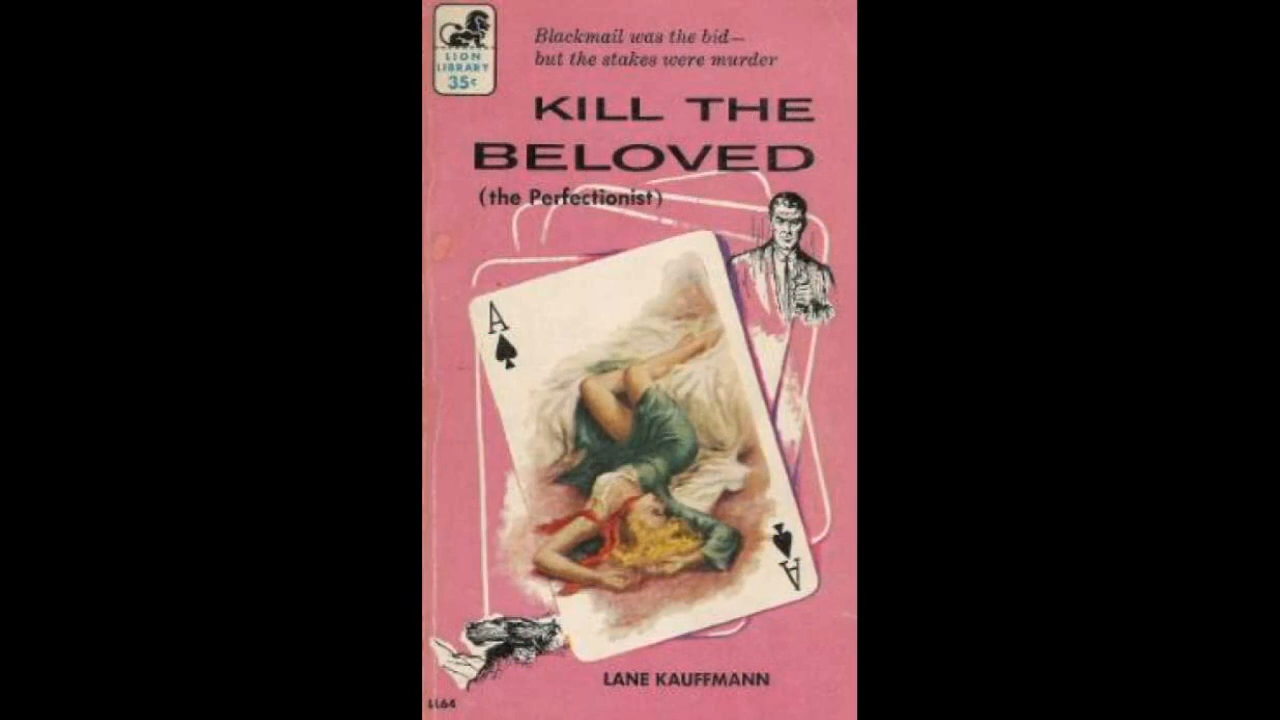 LION
LIBRARY
35¢
Blackmail was the bid—
but the stakes were murder
KILL THE
BELOVED
(the Perfectionist)
A
A
LANE KAUFFMANN
LL64